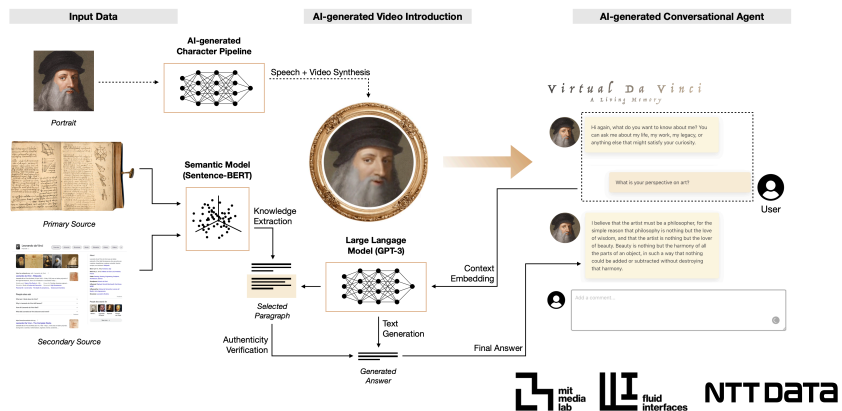 Input Data
AI-generated Video Introduction
AI-generated Conversational Agent
AI-generated
Character Pipeline
Speech + Video Synthesis
Portrait
Semantic Model
(Sentence-BERT)
Primary Source
Knowledge
Extraction
Large Langage
Model (GPT-3)
Context
Embedding
Selected
Paragraph
Text
Generation
Secondary Source
Authenticity
Verification
Generated
Answer
Final Answer
Virtual Da Vinci
A Living Memory
Hi again, what do you want to know about me? You
can ask me about my life, my work, my legacy, or
anything else that might satisfy your curiosity.
What is your perspective on art?
User
I believe that the artist must be a philosopher, for the
simple reason that philosophy is nothing but the love
of wisdom, and that the artist is nothing but the lover
of beauty. Beauty is nothing but the harmony of all
the parts of an object, in such a way that nothing
could be added or subtracted without destroying
that harmony.
Add a comment...
mit
media
lab
fluid
interfaces
NTT DATA